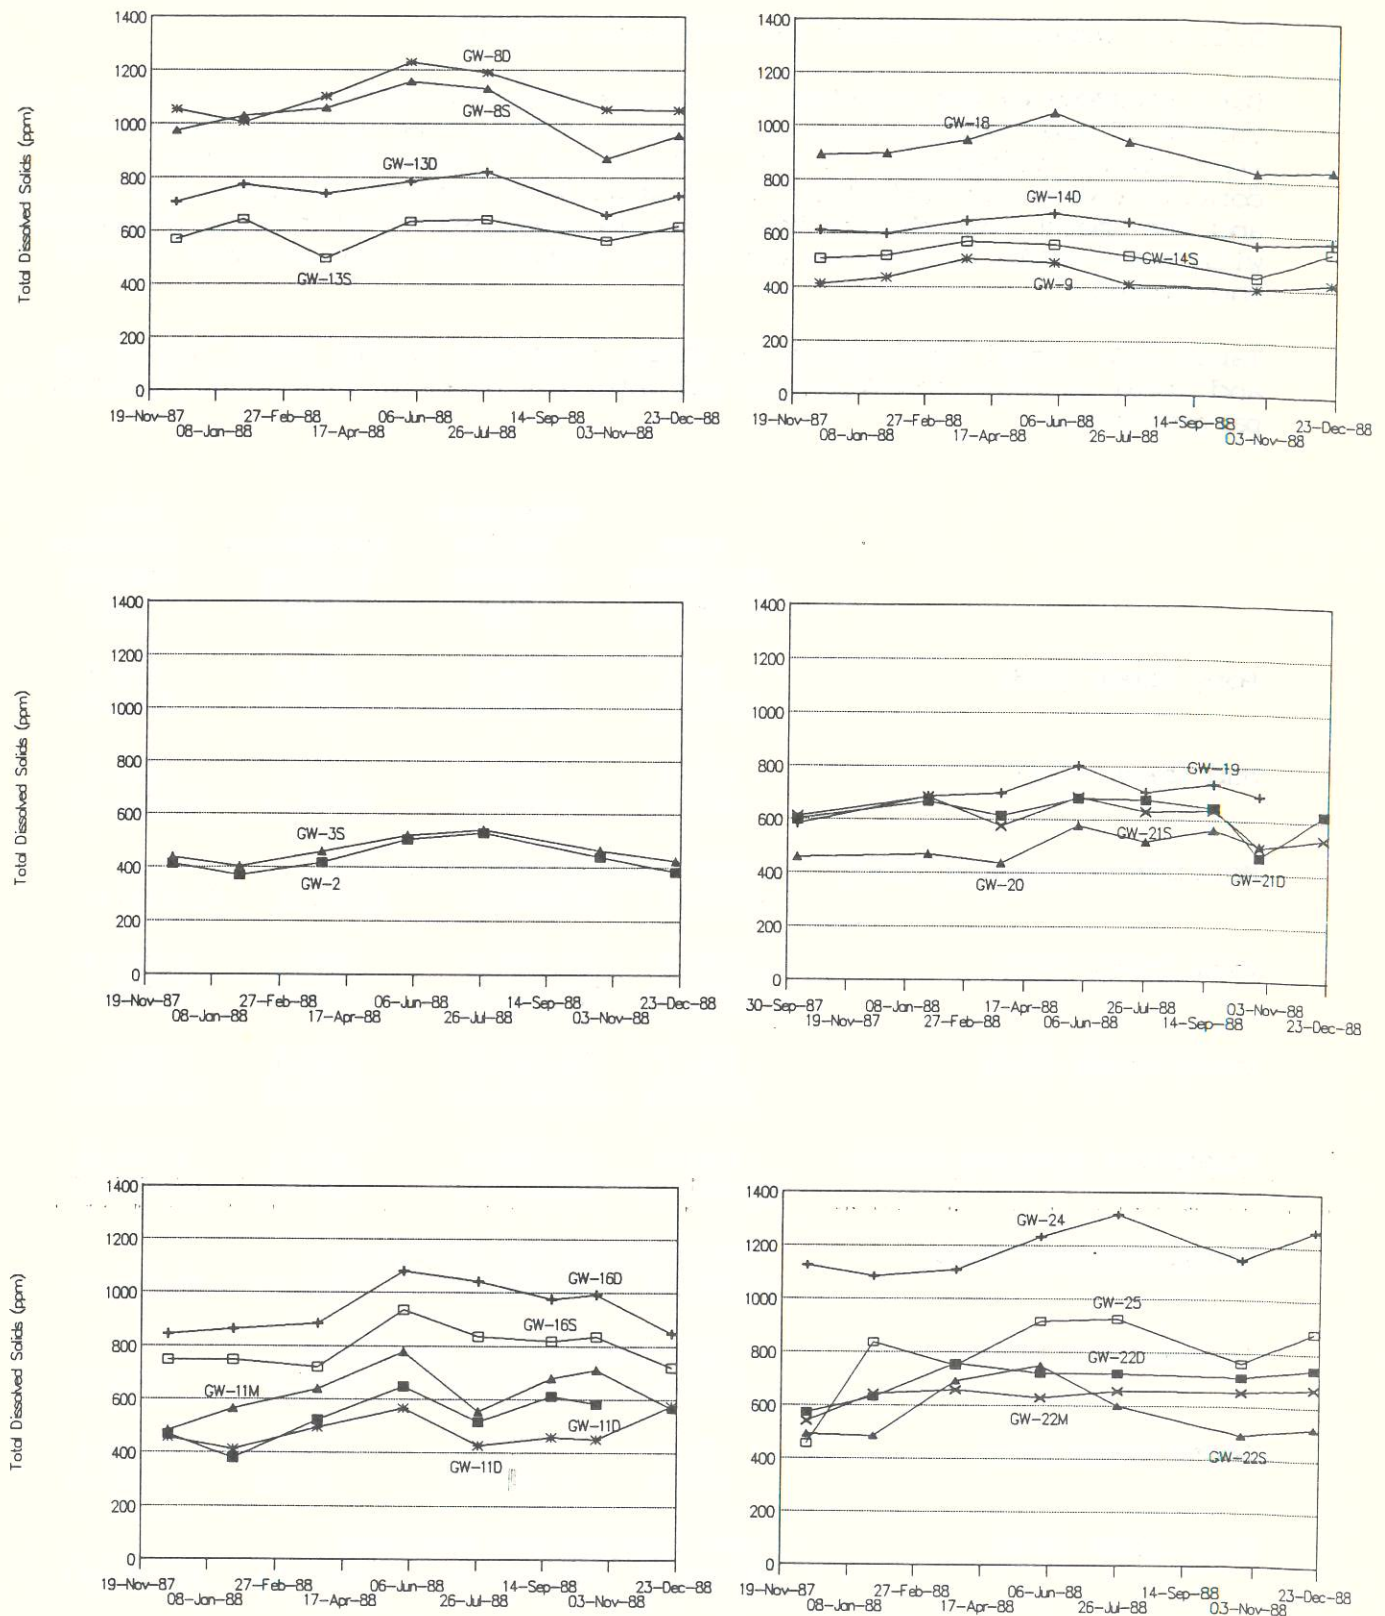 Total Dissolved Solids (ppm)
1400
1200
1000
800
600
400
200
0
GW-8D
GW-8S
GW-13D
GW-13S
19-Nov-87 27-Feb-88 06-Jun-88 14-Sep-88 23-Dec-88
08-Jan-88 17-Apr-88 26-Jul-88 03-Nov-88
1400
1200
1000
800
600
400
200
0
GW-18
GW-14D
GW-14S
GW-9
19-Nov-87 27-Feb-88 06-Jun-88 14-Sep-88 23-Dec-88
08-Jan-88 17-Apr-88 26-Jul-88 03-Nov-88
Total Dissolved Solids (ppm)
1400
1200
1000
800
600
400
200
0
GW-3S
GW-2
19-Nov-87 27-Feb-88 06-Jun-88 14-Sep-88 23-Dec-88
08-Jan-88 17-Apr-88 26-Jul-88 03-Nov-88
1400
1200
1000
800
600
400
200
0
GW-19
GW-21S
GW-20
GW-21D
30-Sep-87 08-Jan-88 17-Apr-88 26-Jul-88 03-Nov-88
19-Nov-87 27-Feb-88 06-Jun-88 14-Sep-88 23-Dec-88
Total Dissolved Solids (ppm)
1400
1200
1000
800
600
400
200
0
GW-16D
GW-16S
GW-11M
GW-11D
GW-11D
19-Nov-87 27-Feb-88 06-Jun-88 14-Sep-88 23-Dec-88
08-Jan-88 17-Apr-88 26-Jul-88 03-Nov-88
1400
1200
1000
800
600
400
200
0
GW-24
GW-25
GW-22D
GW-22M
GW-22S
19-Nov-87 27-Feb-88 06-Jun-88 14-Sep-88 23-Dec-88
08-Jan-88 17-Apr-88 26-Jul-88 03-Nov-88